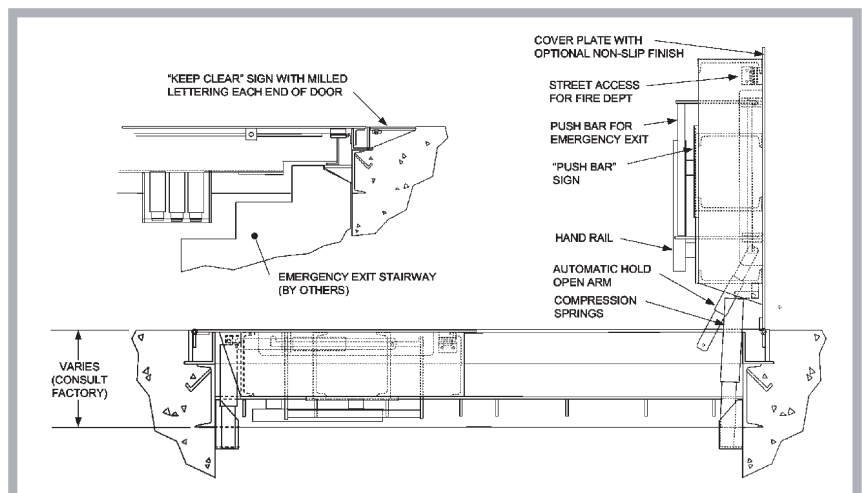 COVER PLATE WITH
OPTIONAL NON-SLIP FINISH
"KEEP CLEAR" SIGN WITH MILLED
LETTERING EACH END OF DOOR
STREET ACCESS
FOR FIRE DEPT
PUSH BAR FOR
EMERGENCY EXIT
"PUSH BAR"
SIGN
HAND RAIL
EMERGENCY EXIT STAIRWAY
(BY OTHERS)
AUTOMATIC HOLD
OPEN ARM
COMPRESSION
SPRINGS
VARIES
(CONSULT
FACTORY)